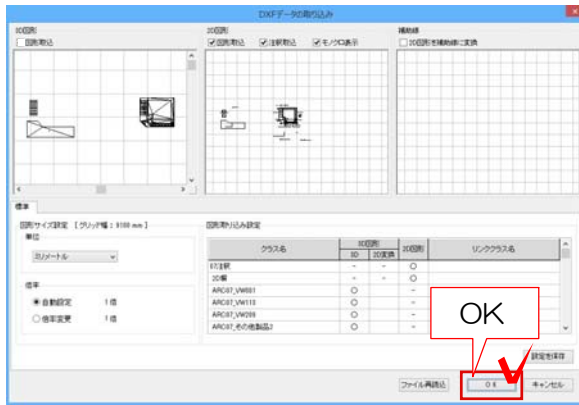 DXFデータの取り込み
3D図形
□図形取込
2D図形
☑図形取込 ☑注釈取込 ☑モノクロ表示
補助線
□2D図形を補助線に変換
標準
図形サイズ設定 [グリッド幅：9100 mm]
単位
ミリメートル
倍率
自動設定 1倍
倍率変更 1倍
図形取り込み設定
クラス名 3D図形 2D図形 リンククラス名
3D 2D変換
07注釈 - - ○
2D線 - - ○
ARC07_VW001 ○ -
ARC07_VW110 ○ -
ARC07_VW209 ○ -
ARC07_その他製品2 ○ -
OK
設定を保存
ファイル再読込 OK キャンセル